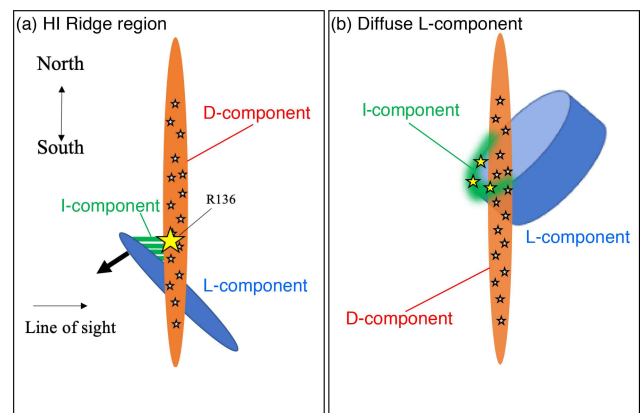 (a) HI Ridge region
North
South
D-component
I-component
R136
L-component
Line of sight
(b) Diffuse L-component
I-component
L-component
D-component